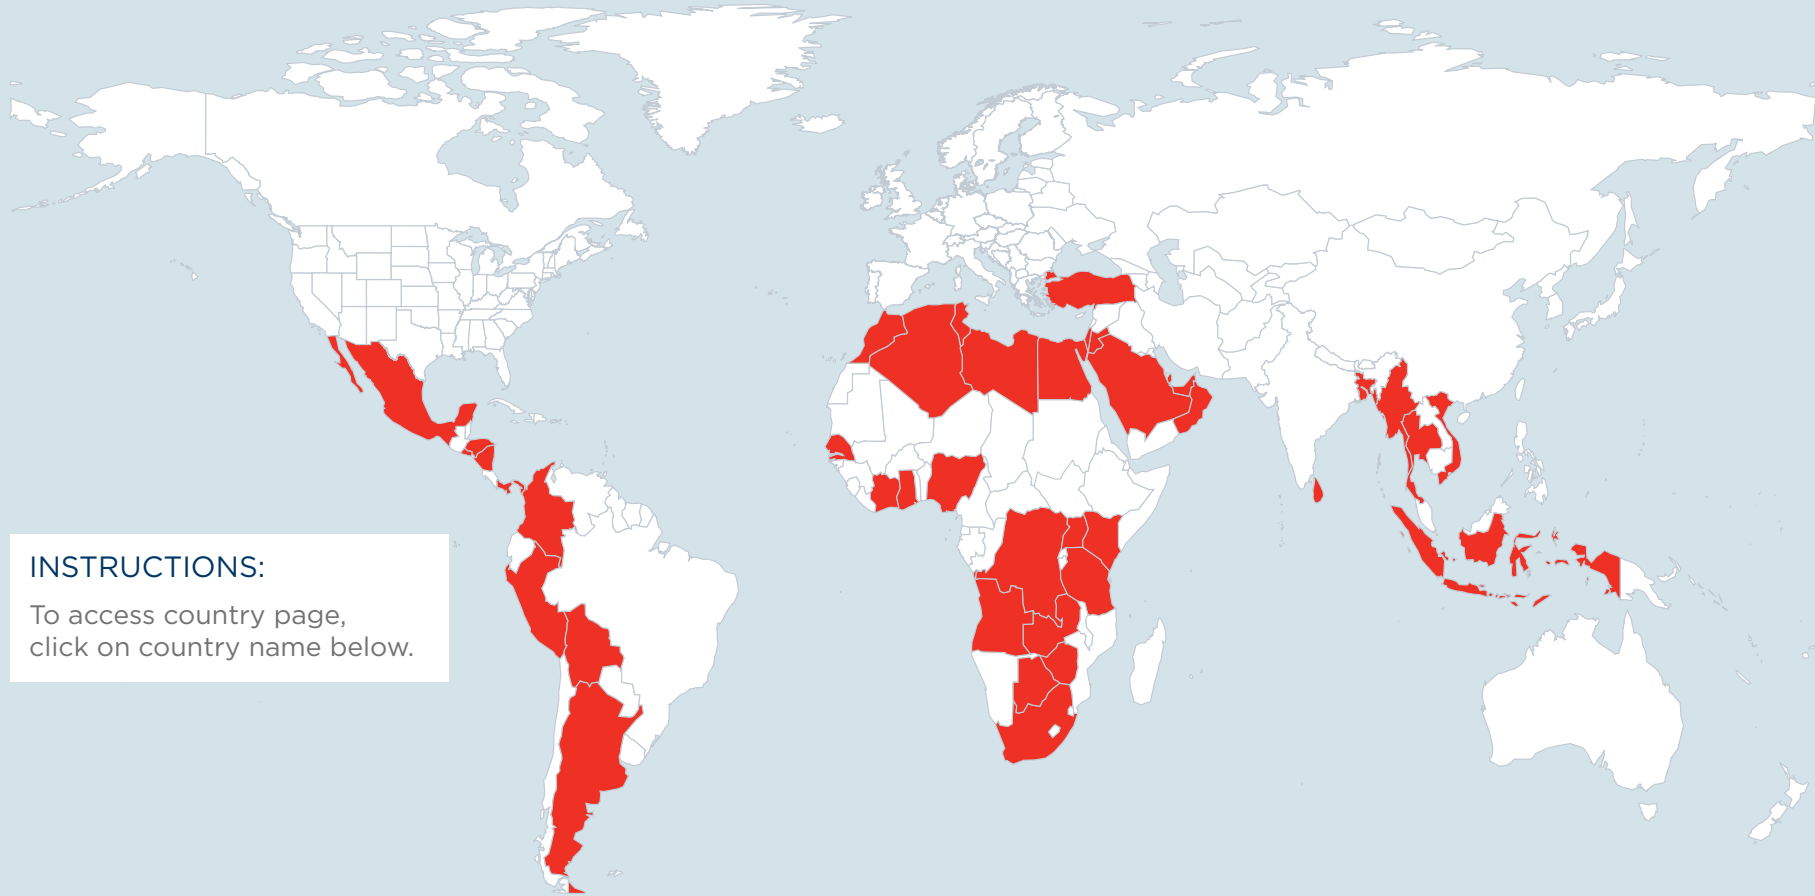 INSTRUCTIONS:
To access country page,
click on country name below.